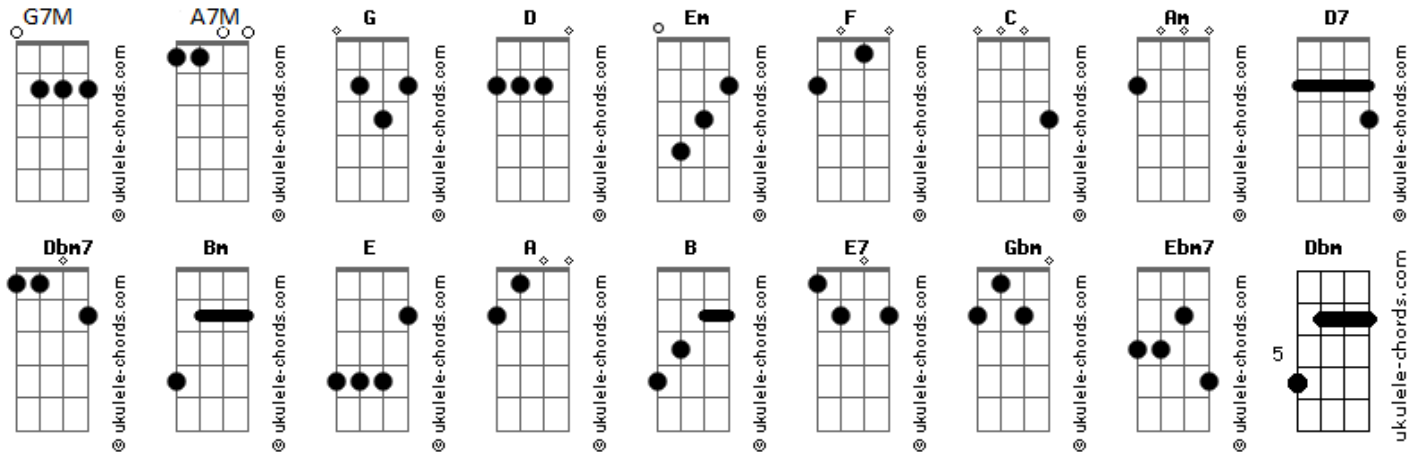 G7M A7M G D Em F C Am D7
© ukulele-chords.com © ukulele-chords.com © ukulele-chords.com © ukulele-chords.com © ukulele-chords.com © ukulele-chords.com © ukulele-chords.com © ukulele-chords.com © ukulele-chords.com
Dbm7 Bm E A B E7 Gbm Ebm7 Dbm
5
© ukulele-chords.com © ukulele-chords.com © ukulele-chords.com © ukulele-chords.com © ukulele-chords.com © ukulele-chords.com © ukulele-chords.com © ukulele-chords.com ukulele-chords.com